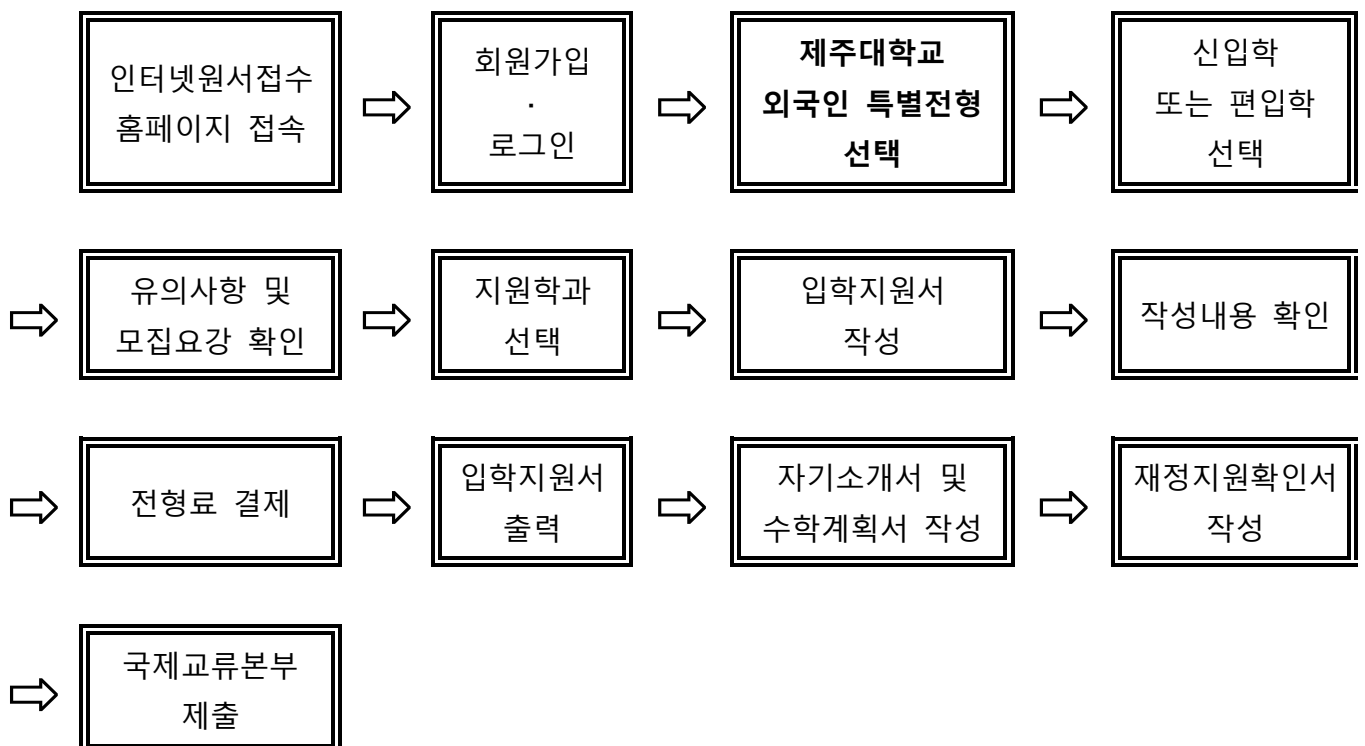 인터넷원서접수
홈페이지 접속
회원가입
·
로그인
제주대학교
외국인 특별전형
선택
신입학
또는 편입학
선택
유의사항 및
모집요강 확인
지원학과
선택
입학지원서
작성
작성내용 확인
전형료 결제
입학지원서
출력
자기소개서 및
수학계획서 작성
재정지원확인서
작성
국제교류본부
제출